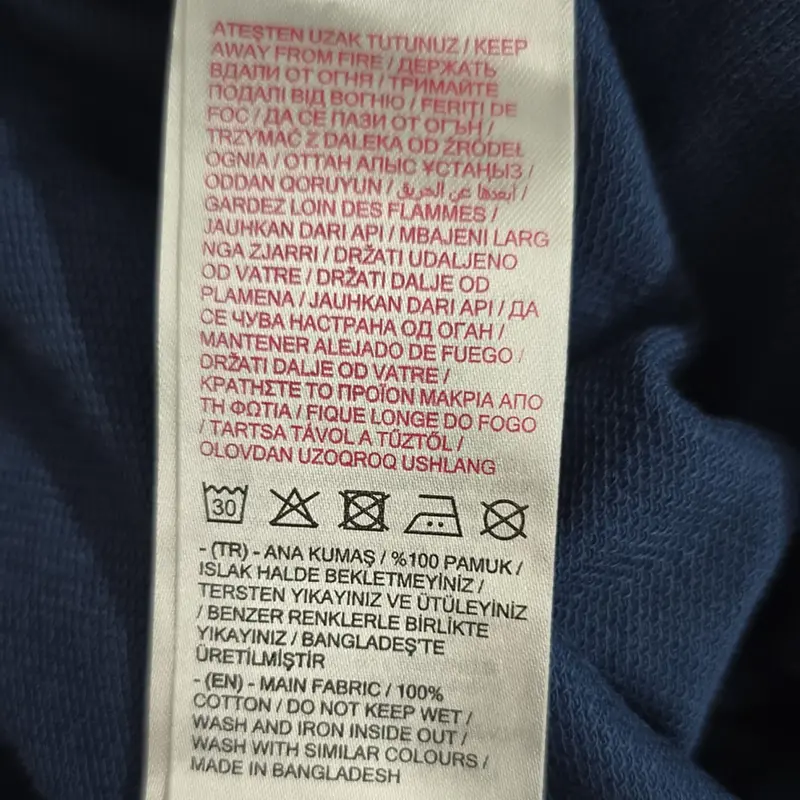 ATEŞTEN UZAK TUTUNUZ / KEEP
AWAY FROM FIRE / ДЕРЖАТЬ
ВДАЛИ ОТ ОГНЯ / ТРИМАЙТЕ
ПОДАЛІ ВІД ВОГНЮ / FERIȚI DE
FOC / ДА СЕ ПАЗИ ОТ ОГЪН /
TRZYMAĆ Z DALEKA OD ŹRÓDEŁ
OGNIA / ОТТАН АЛЫС ҰСТАҢЫЗ /
ODDAN QORUYUN / أبعدها عن الحريق /
GARDEZ LOIN DES FLAMMES /
JAUHKAN DARI API / MBAJENI LARG
NGA ZJARRI / DRŽATI UDALJENO
OD VATRE / DRŽATI DALJE OD
PLAMENA / JAUHKAN DARI API / ДА
СЕ ЧУВА НАСТРАНА ОД ОГАН /
MANTENER ALEJADO DE FUEGO /
DRŽATI DALJE OD VATRE /
ΚΡΑΤΗΣΤΕ ΤΟ ΠΡΟΪΟΝ ΜΑΚΡΙΑ ΑΠΟ
ΤΗ ΦΩΤΙΑ / FIQUE LONGE DO FOGO
/ TARTSA TÁVOL A TŰZTŐL /
OLOVDAN UZOQROQ USHLANG
30
- (TR) - ANA KUMAŞ / %100 PAMUK /
ISLAK HALDE BEKLETMEYİNİZ /
TERSTEN YIKAYINIZ VE ÜTÜLEYİNİZ
/ BENZER RENKLERLE BİRLİKTE
YIKAYINIZ / BANGLADEŞ'TE
ÜRETİLMİŞTİR
- (EN) - MAIN FABRIC / 100%
COTTON / DO NOT KEEP WET /
WASH AND IRON INSIDE OUT /
WASH WITH SIMILAR COLOURS /
MADE IN BANGLADESH